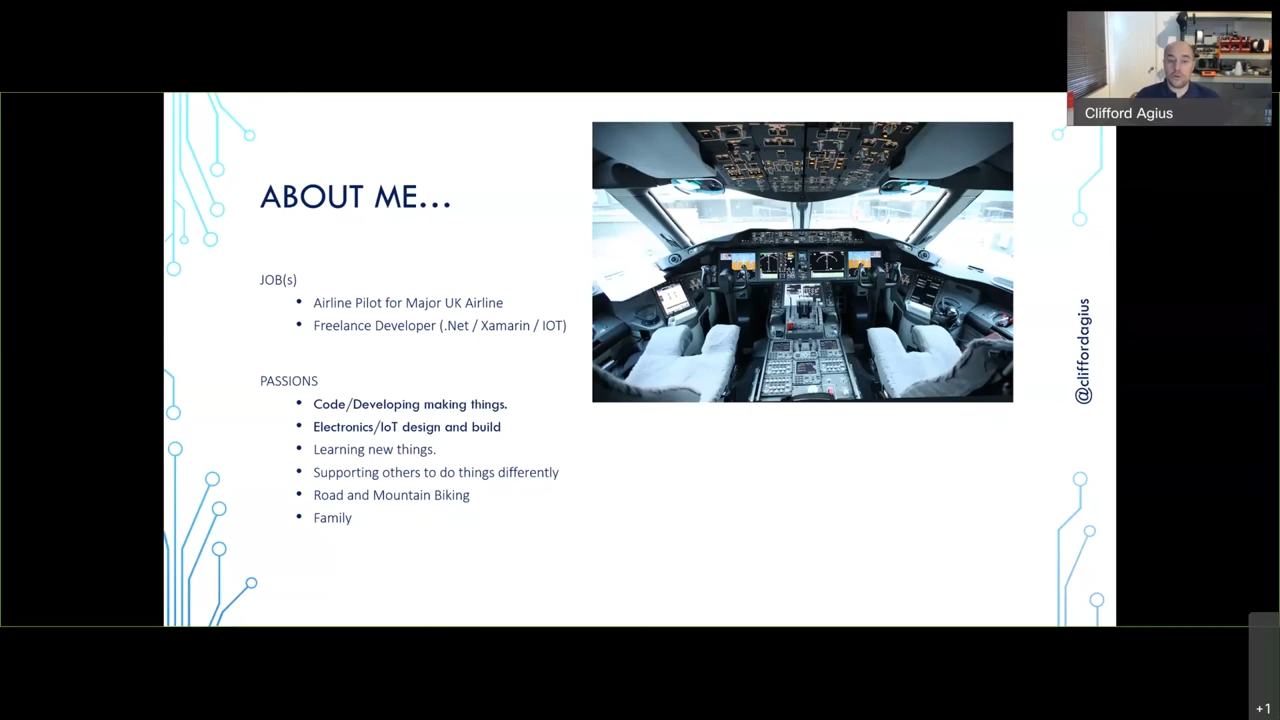 Clifford Agius
ABOUT ME...
JOB(s)
• Airline Pilot for Major UK Airline
• Freelance Developer (.Net / Xamarin / IOT)
PASSIONS
• Code/Developing making things.
• Electronics/IoT design and build
• Learning new things.
• Supporting others to do things differently
• Road and Mountain Biking
• Family
@cliffordagius
+1